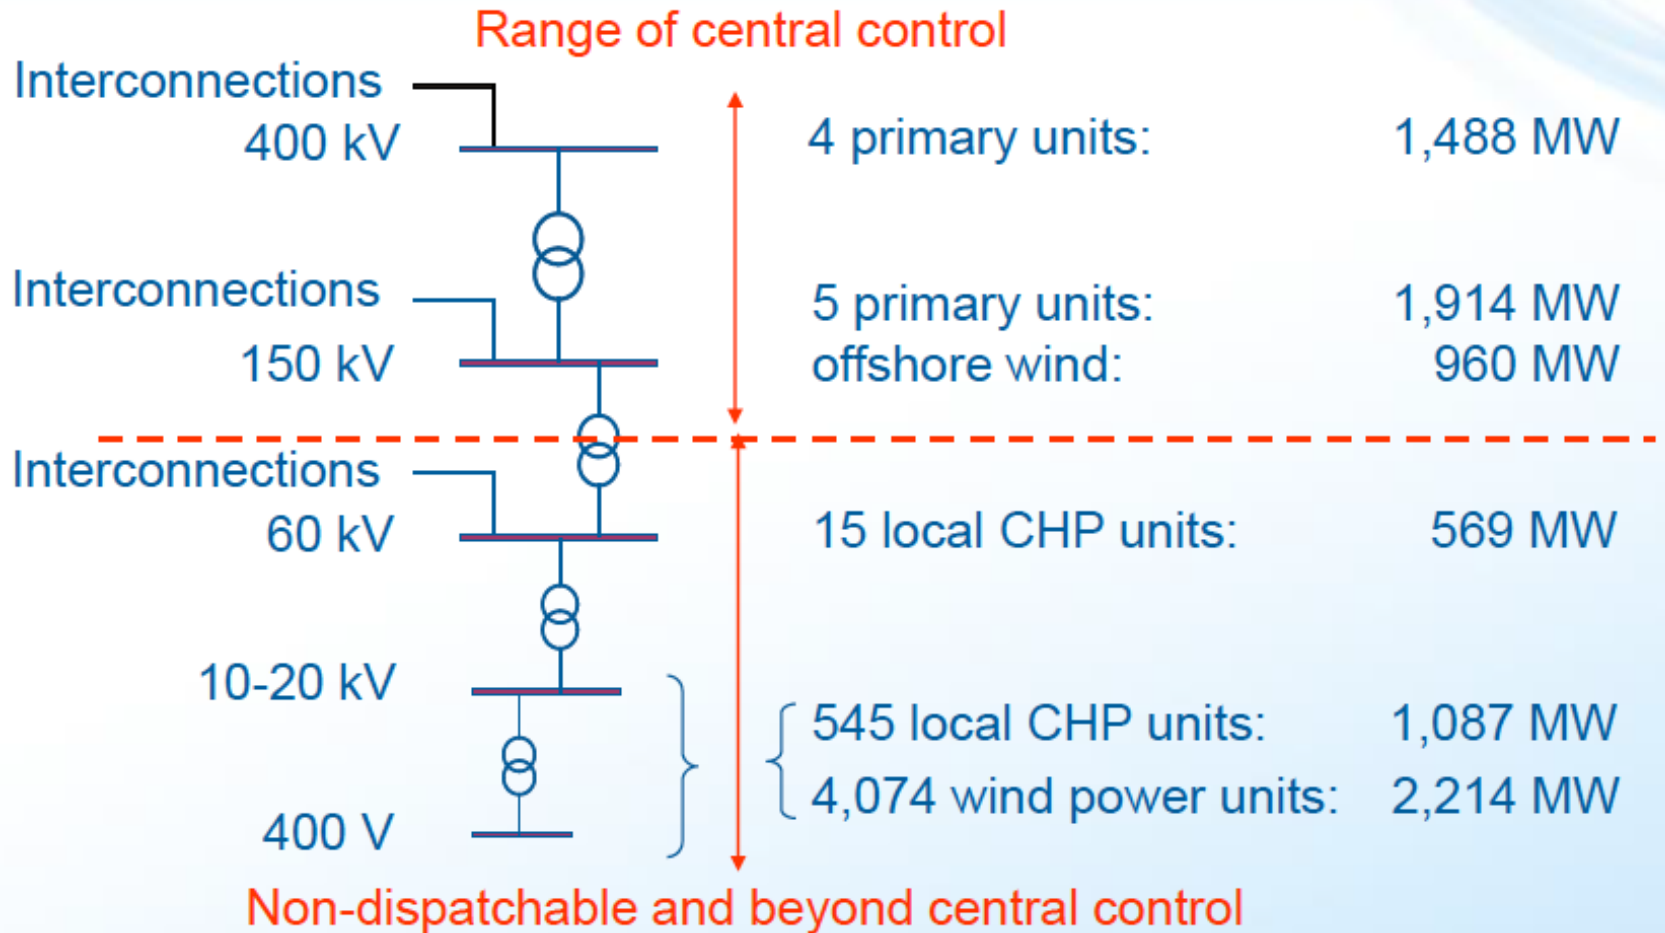 Range of central control
Interconnections
400 kV
4 primary units: 1,488 MW
Interconnections
5 primary units: 1,914 MW
150 kV
offshore wind: 960 MW
Interconnections
60 kV
15 local CHP units: 569 MW
10-20 kV
545 local CHP units: 1,087 MW
4,074 wind power units: 2,214 MW
400 V
Non-dispatchable and beyond central control